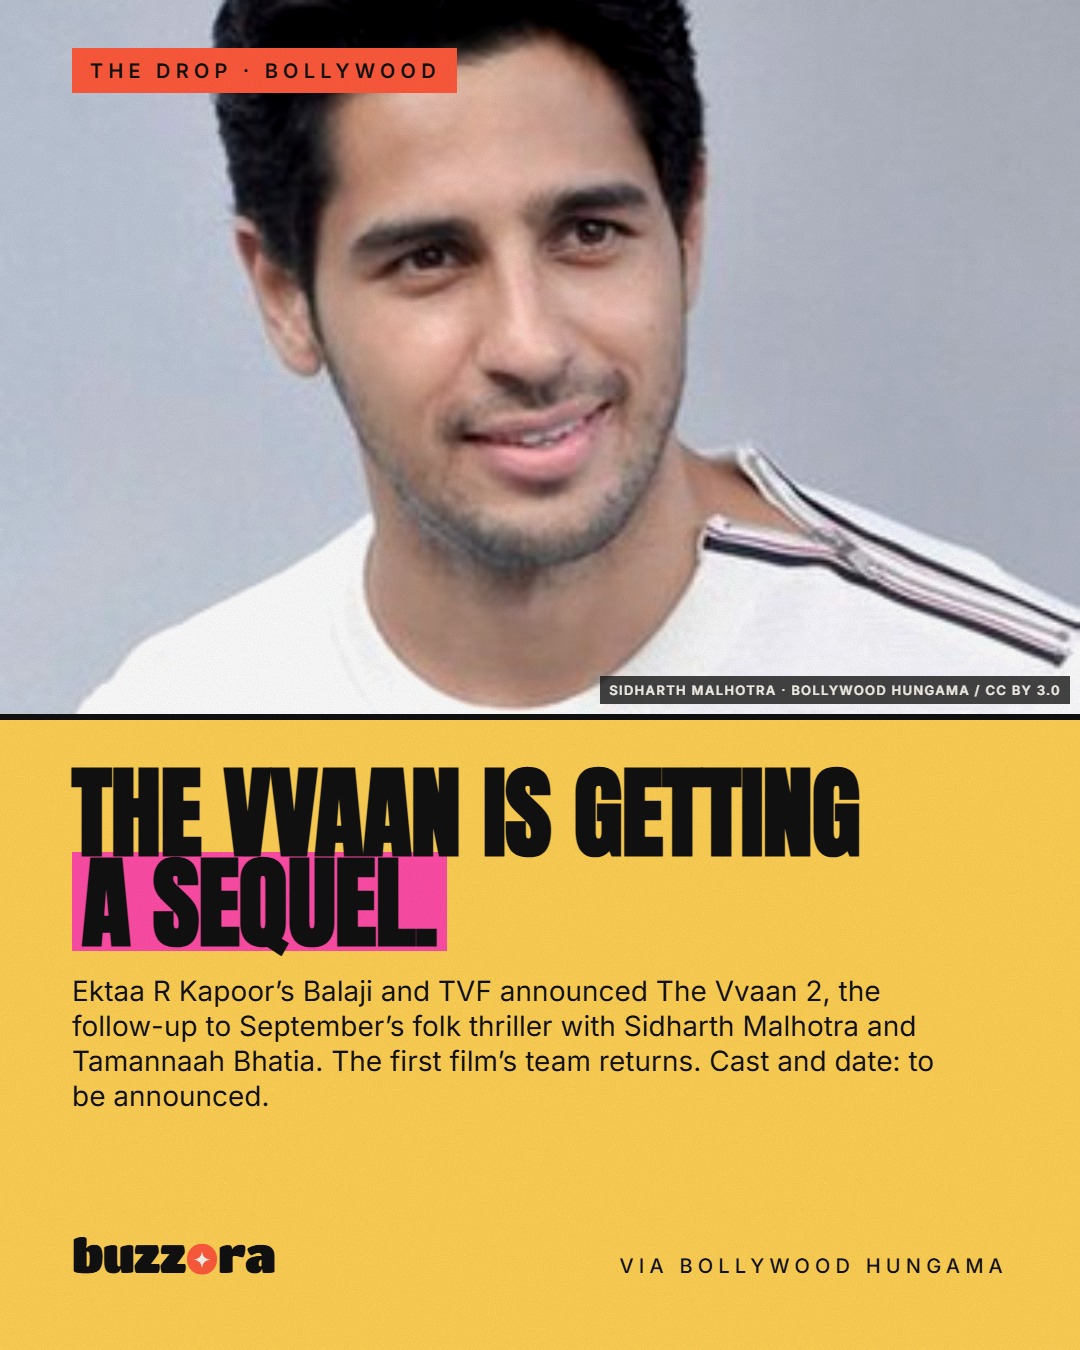 THE DROP · BOLLYWOOD
SIDHARTH MALHOTRA · BOLLYWOOD HUNGAMA / CC BY 3.0
THE VVAAN IS GETTING
A SEQUEL.
Ektaa R Kapoor’s Balaji and TVF announced The Vvaan 2, the
follow-up to September’s folk thriller with Sidharth Malhotra and
Tamannaah Bhatia. The first film’s team returns. Cast and date: to
be announced.
buzzora
VIA BOLLYWOOD HUNGAMA